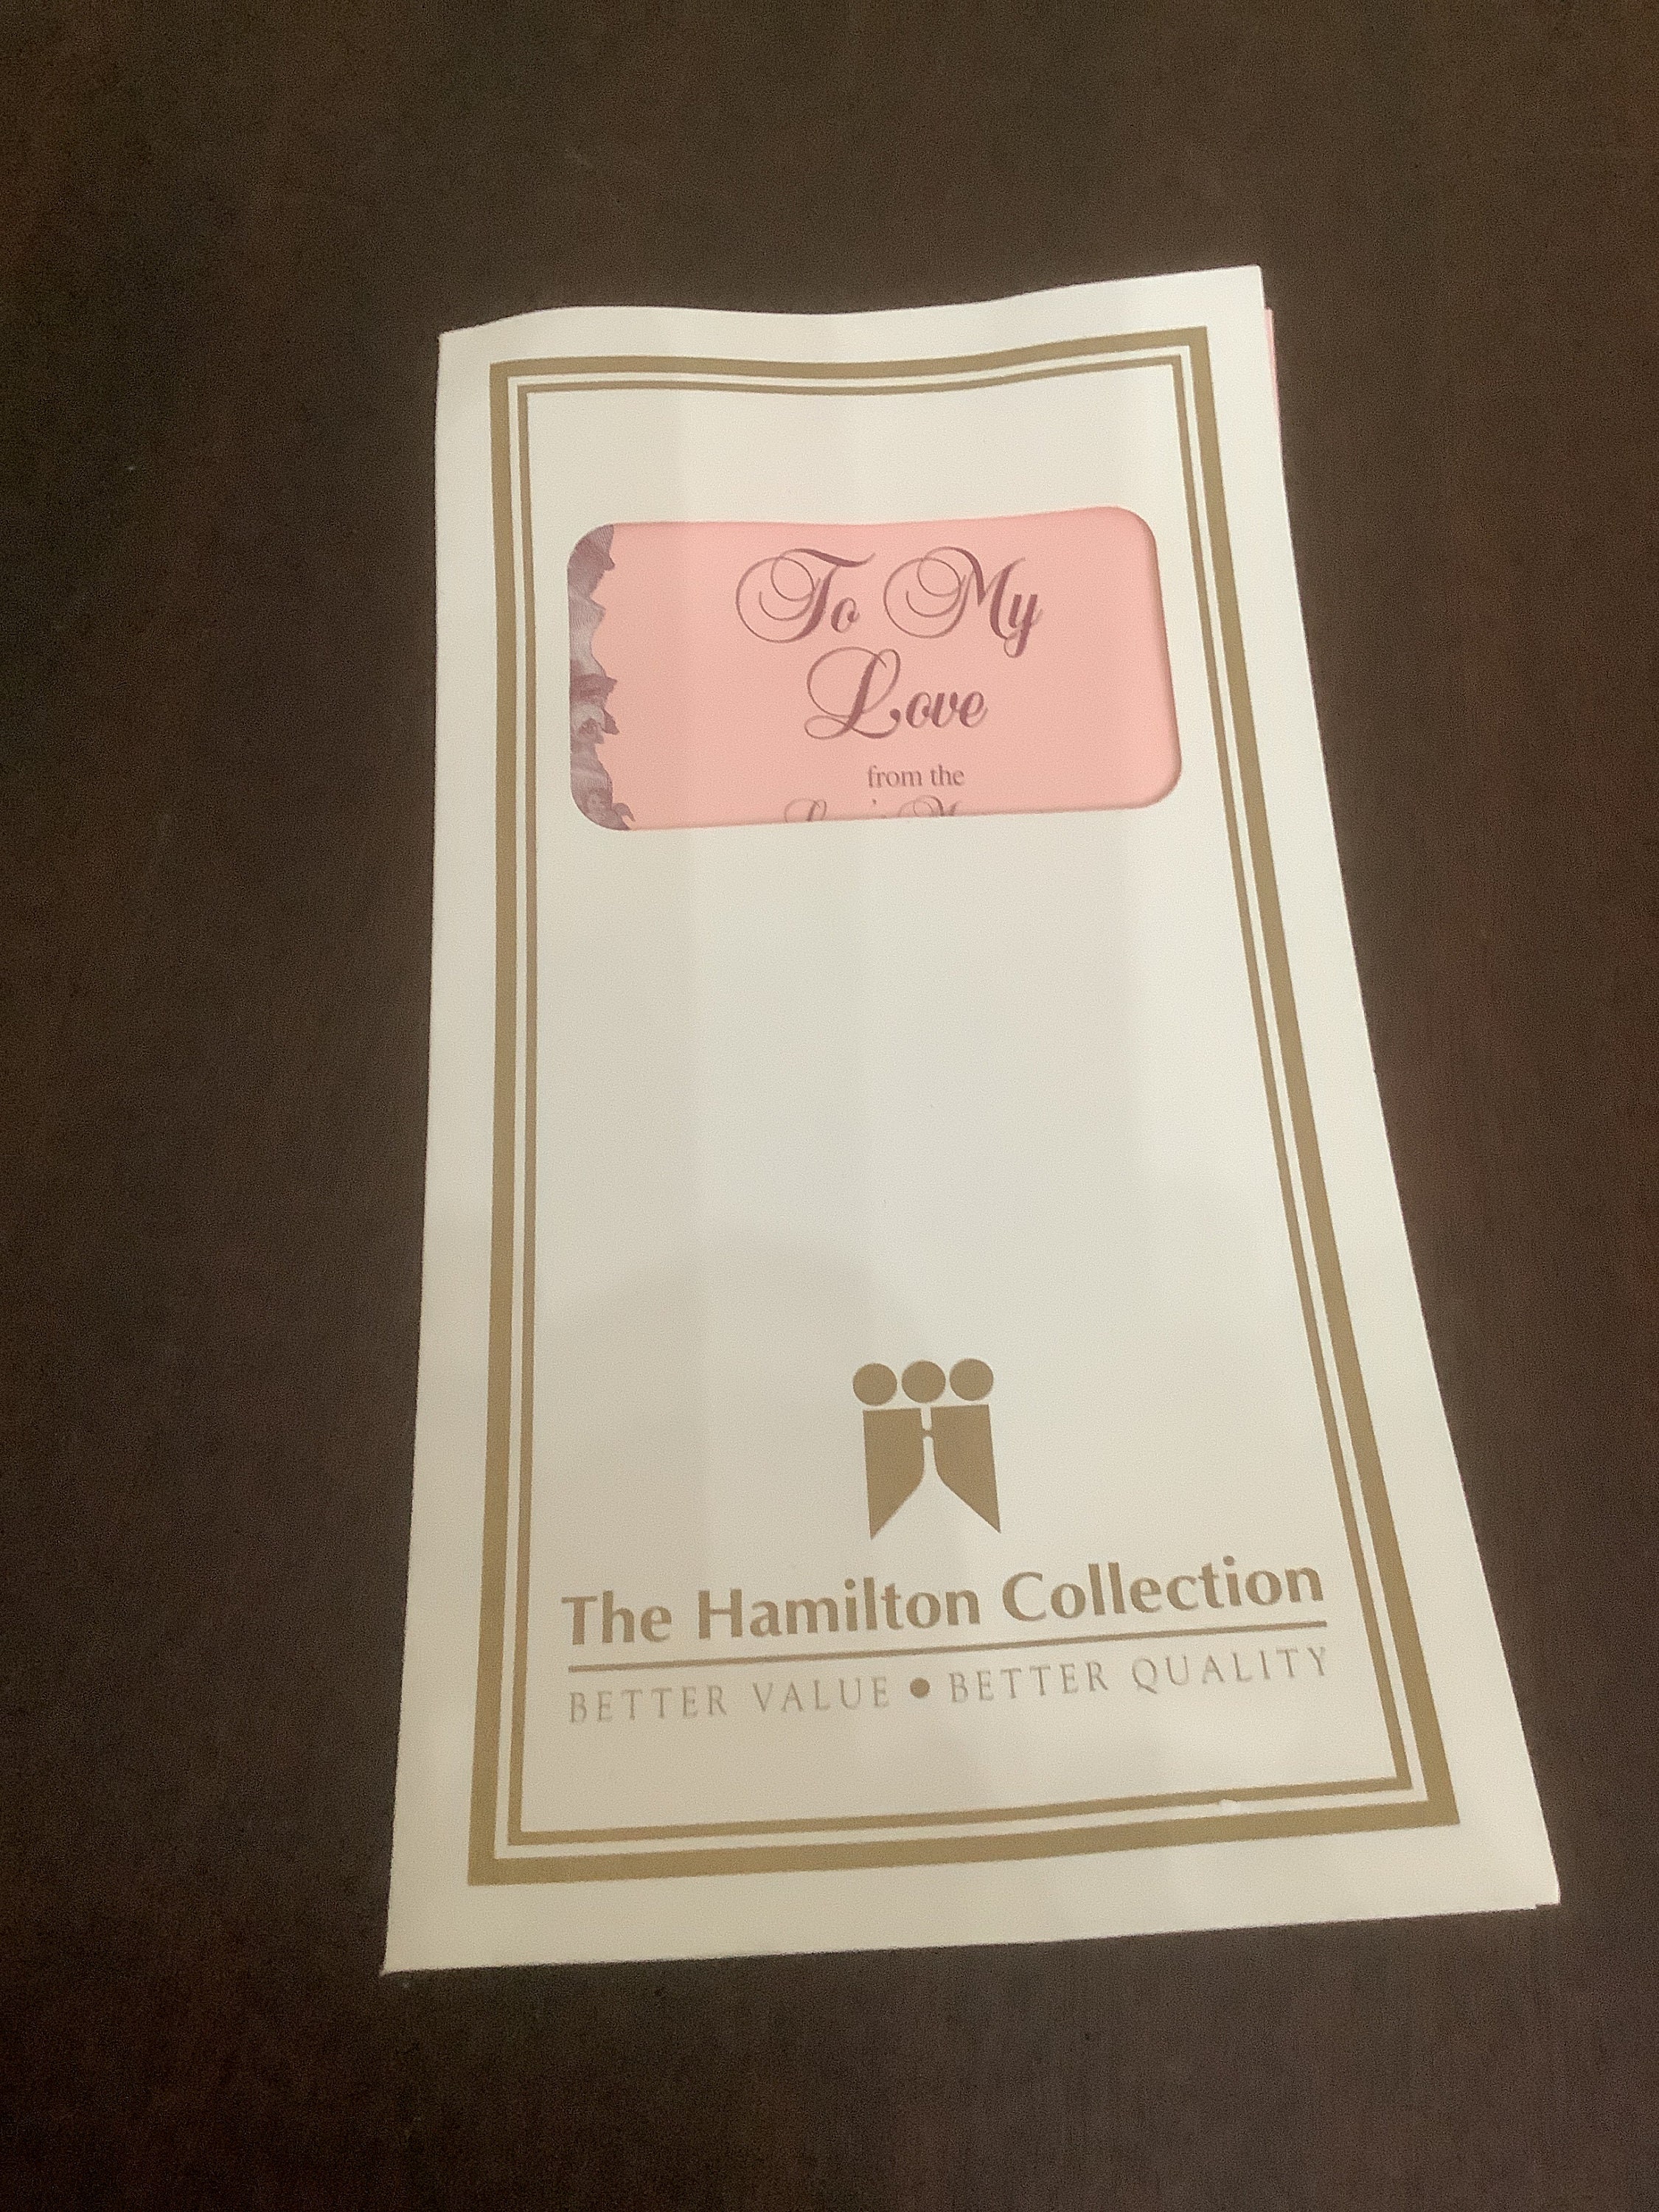 To My
Love
from the
The Hamilton Collection
BETTER VALUE • BETTER QUALITY